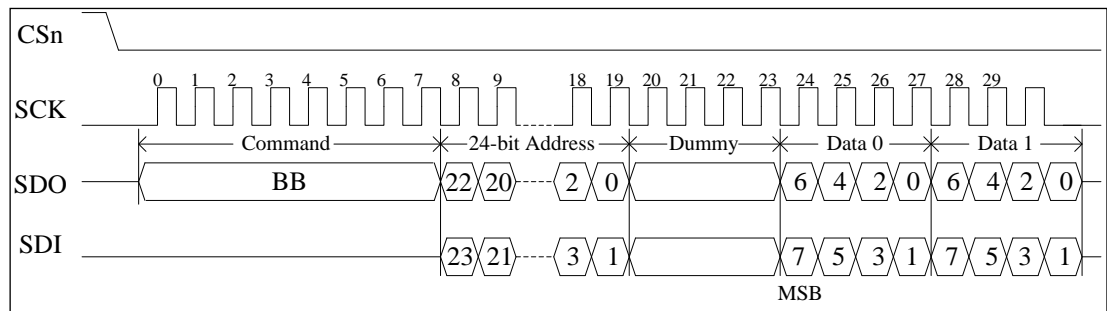 CSn
0 1 2 3 4 5 6 7 8 9 18 19 20 21 22 23 24 25 26 27 28 29
SCK
Command 24-bit Address Dummy Data 0 Data 1
SDO BB 22 20 2 0 6 4 2 0 6 4 2 0
SDI 23 21 3 1 7 5 3 1 7 5 3 1
MSB